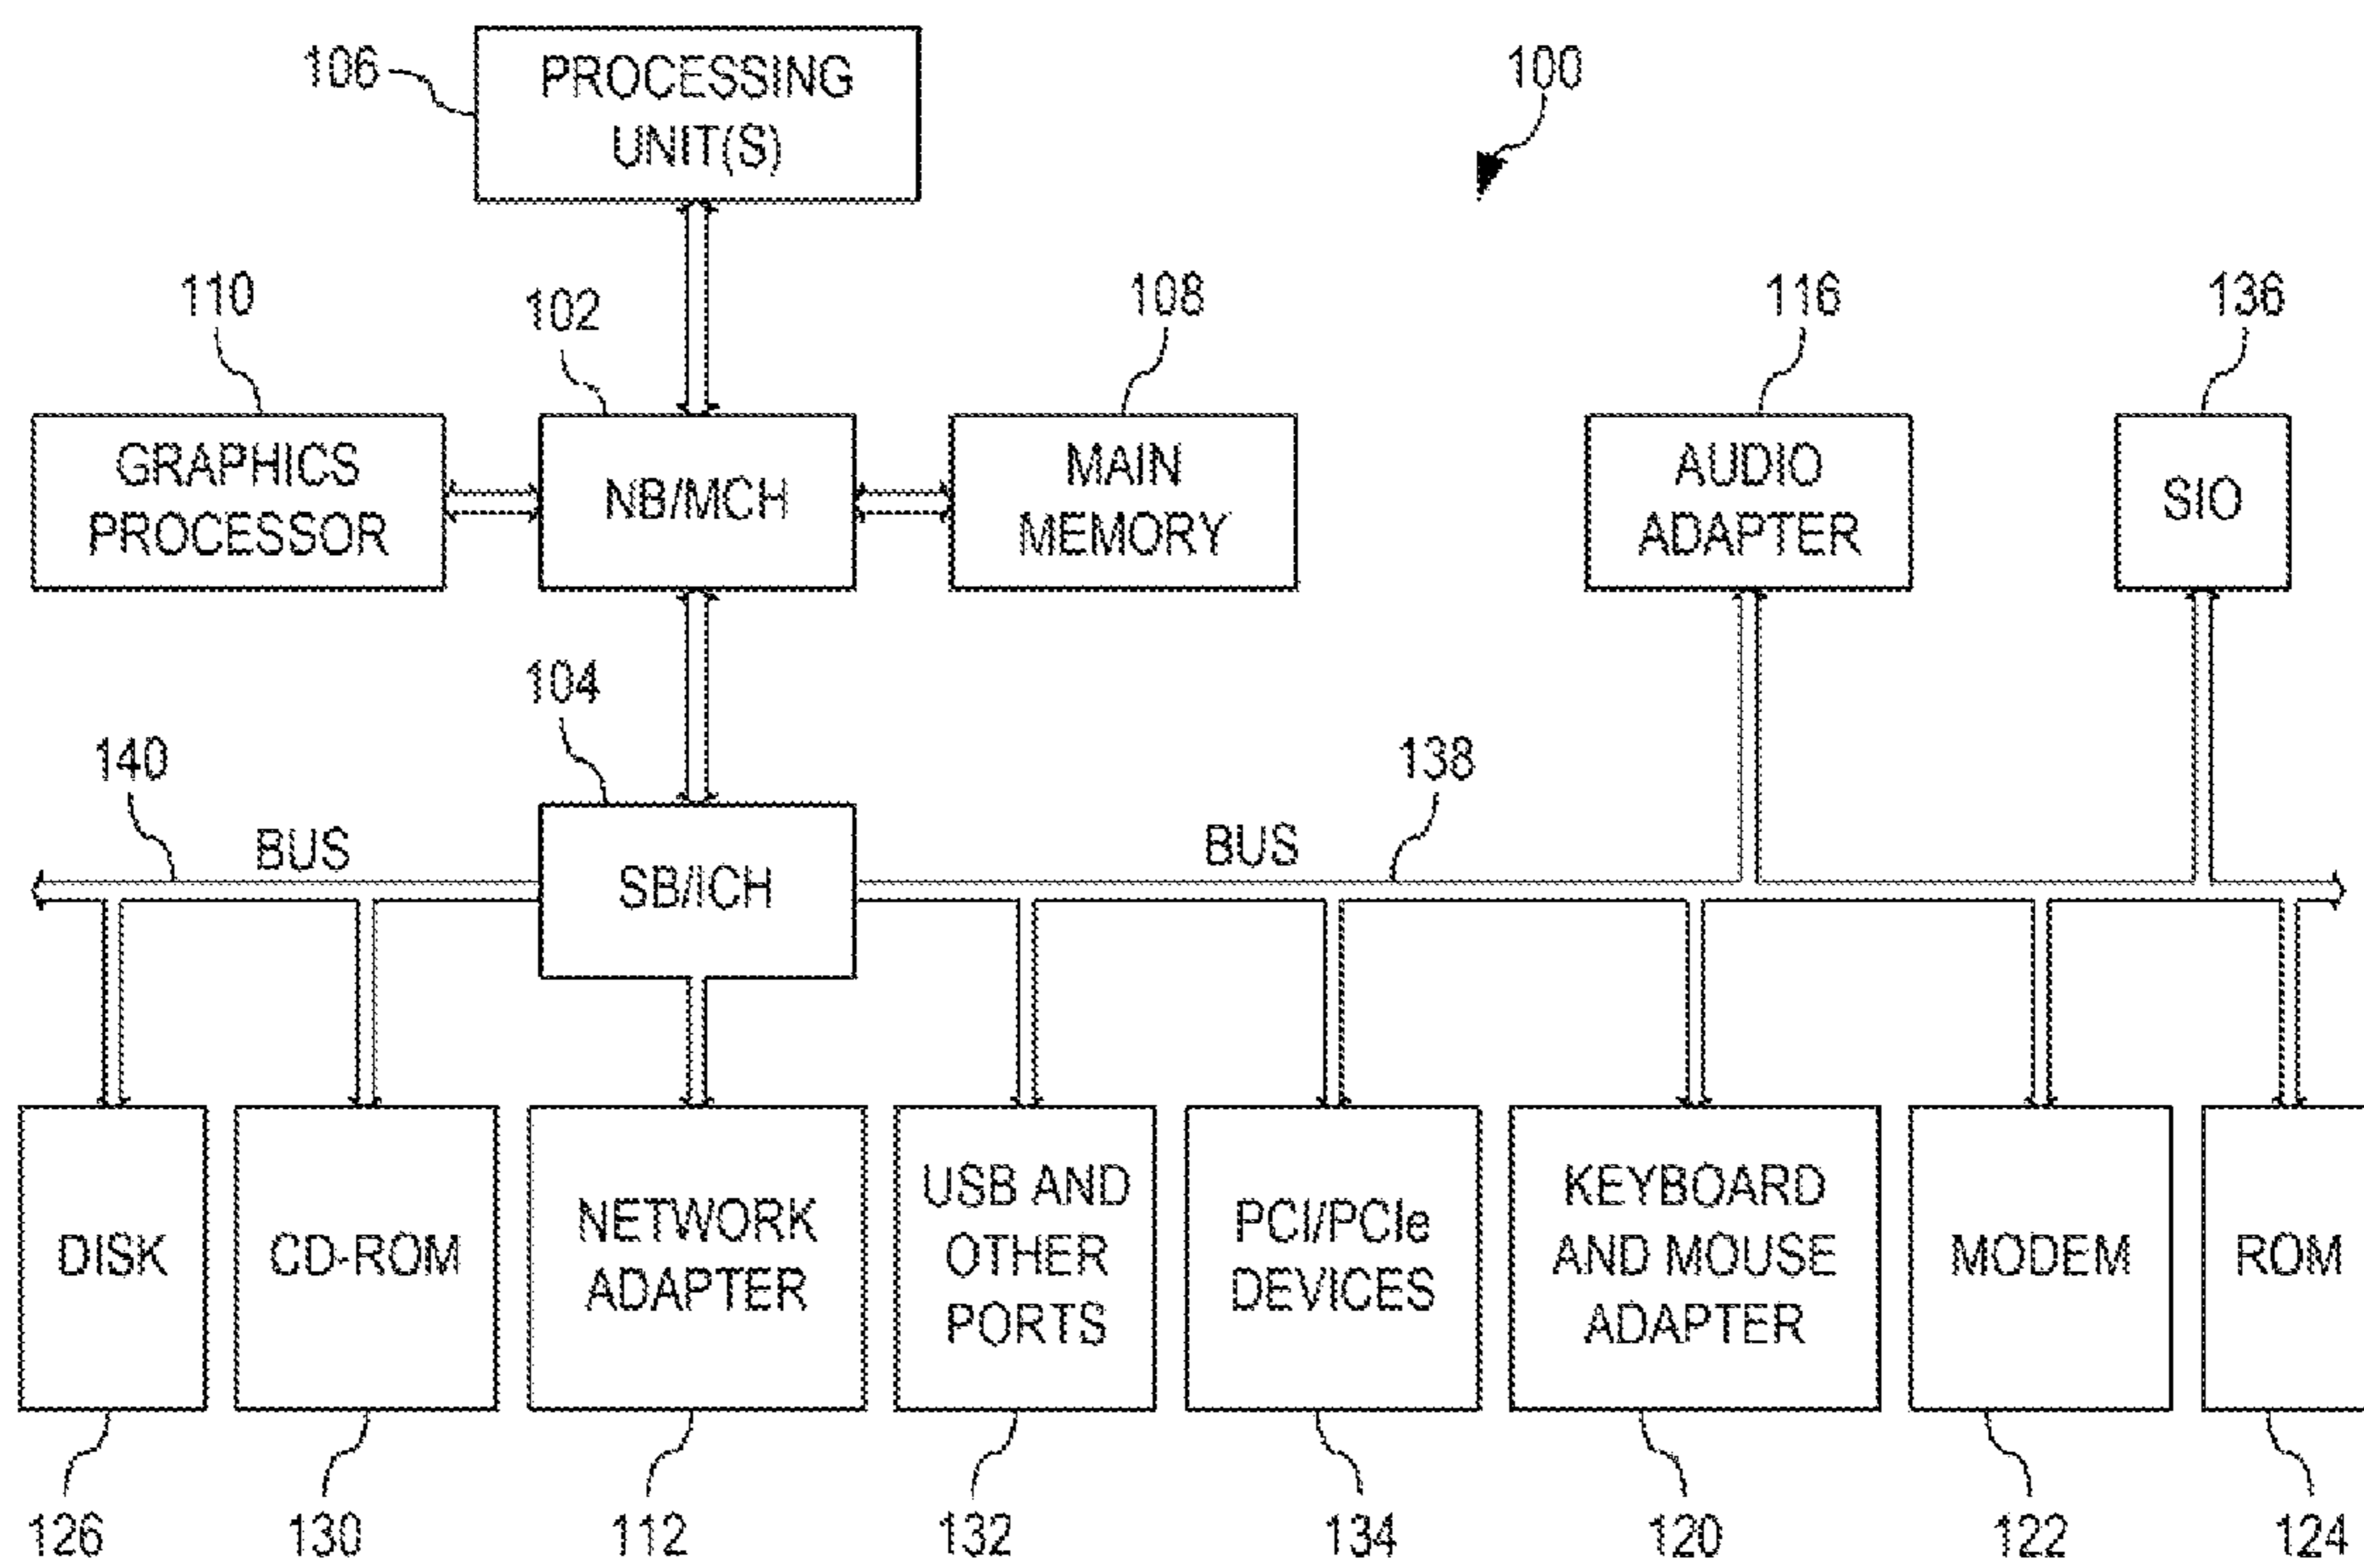 106
PROCESSING
UNIT(S)
100
110
102
108
116
136
GRAPHICS
PROCESSOR
NB/MCH
MAIN
MEMORY
AUDIO
ADAPTER
SIO
104
140
138
BUS
BUS
SB/ICH
DISK
CD-ROM
NETWORK
ADAPTER
USB AND
OTHER
PORTS
PCI/PCIe
DEVICES
KEYBOARD
AND MOUSE
ADAPTER
MODEM
ROM
126
130
112
132
134
120
122
124